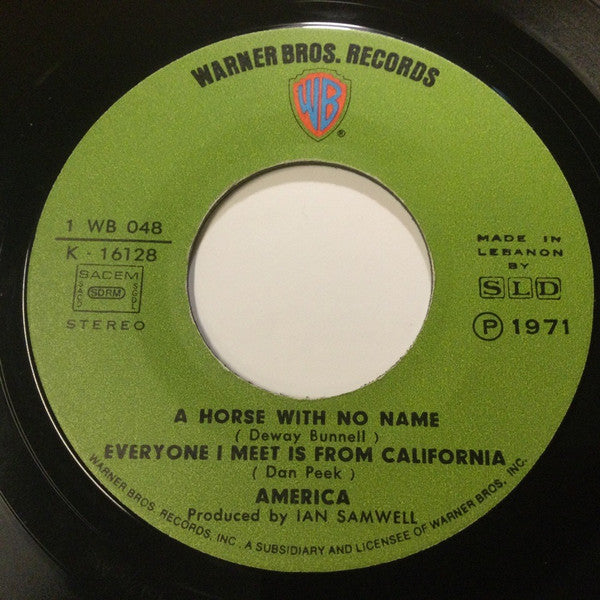 WARNER BROS. RECORDS
WB
®
1 WB 048
K - 16128
SACEM
SACD SDRM SGDL
STEREO
MADE IN
LEBANON
BY
SLD
Ⓟ 1971
A HORSE WITH NO NAME
( Deway Bunnell )
EVERYONE I MEET IS FROM CALIFORNIA
( Dan Peek )
AMERICA
Produced by IAN SAMWELL
WARNER BROS. RECORDS, INC. , A SUBSIDIARY AND LICENSEE OF WARNER BROS, INC.